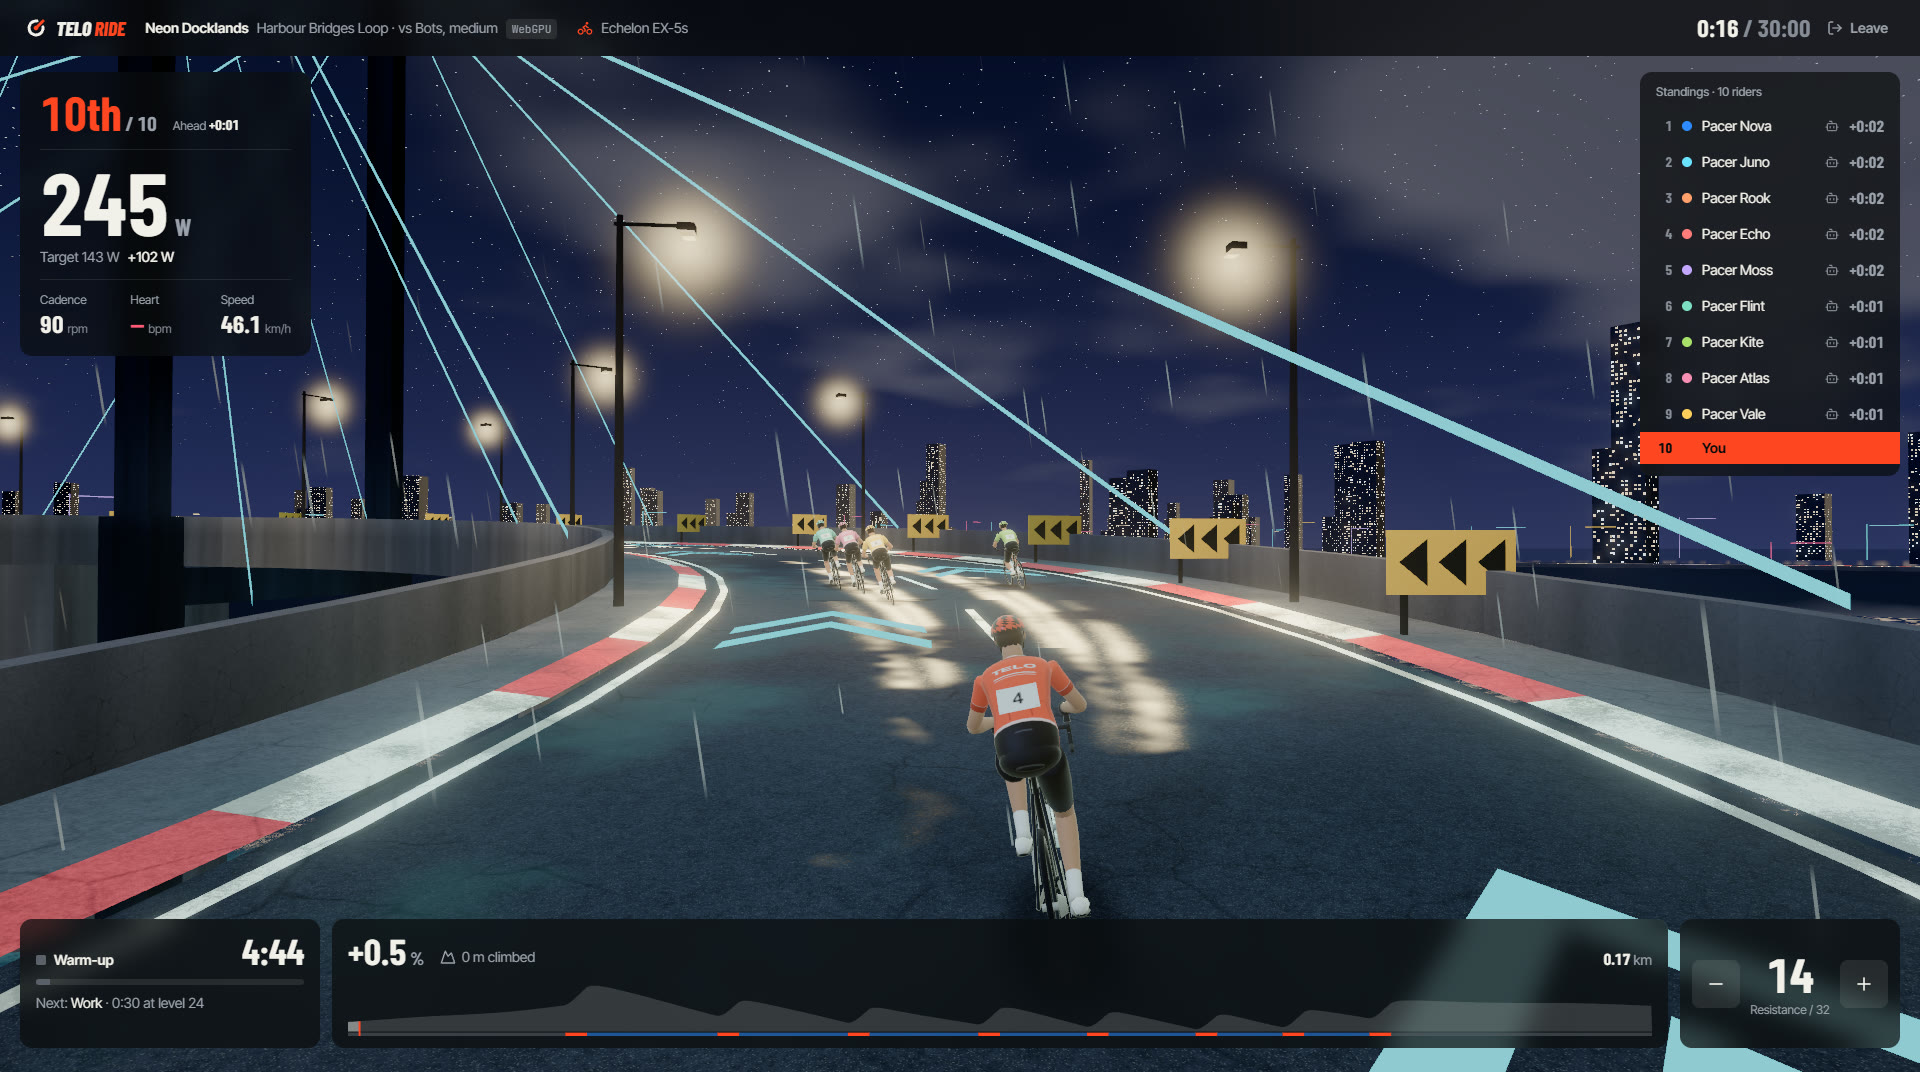 TELO RIDE Neon Docklands Harbour Bridges Loop · vs Bots, medium WebGPU Echelon EX-5s 0:16 / 30:00 Leave
10th / 10 Ahead +0:01
245 W
Target 143 W +102 W
Cadence Heart Speed
90 rpm — bpm 46.1 km/h
Standings · 10 riders
1 Pacer Nova +0:02
2 Pacer Juno +0:02
3 Pacer Rook +0:02
4 Pacer Echo +0:02
5 Pacer Moss +0:02
6 Pacer Flint +0:01
7 Pacer Kite +0:01
8 Pacer Atlas +0:01
9 Pacer Vale +0:01
10 You
TELO
4
Warm-up 4:44
Next: Work · 0:30 at level 24
+0.5 % 0 m climbed 0.17 km
− 14 +
Resistance / 32